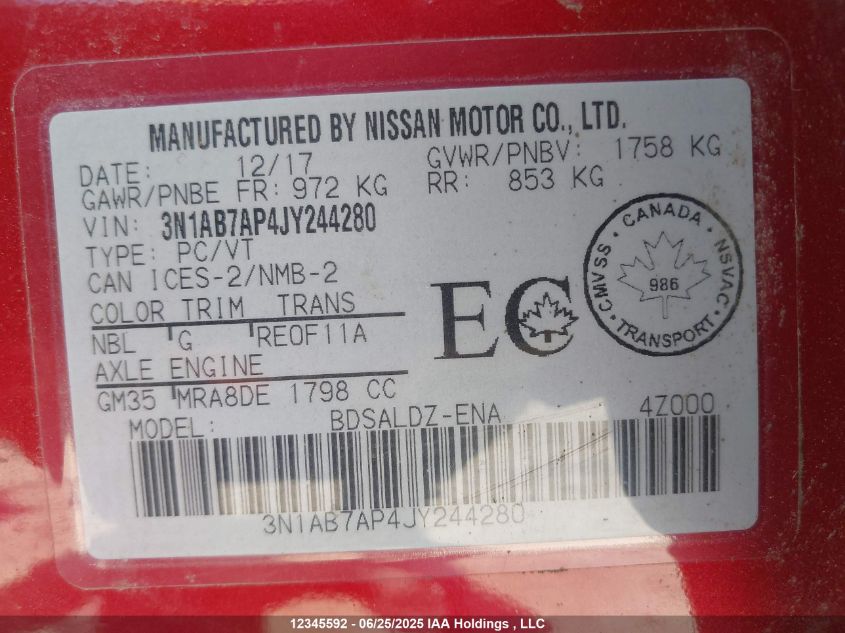 MANUFACTURED BY NISSAN MOTOR CO., LTD.
DATE: 12/17 GVWR/PNBV: 1758 KG
GAWR/PNBE FR: 972 KG RR: 853 KG
VIN: 3N1AB7AP4JY244280
TYPE: PC/VT
CAN ICES-2/NMB-2
COLOR TRIM TRANS
NBL G RE0F11A
AXLE ENGINE
GM35 MRA8DE 1798 CC
MODEL: BDSALDZ-ENA 4Z000
3N1AB7AP4JY244280
EC
· CANADA ·
CMVSS NSVAC
986
· TRANSPORT ·
12345592 - 06/25/2025 IAA Holdings , LLC